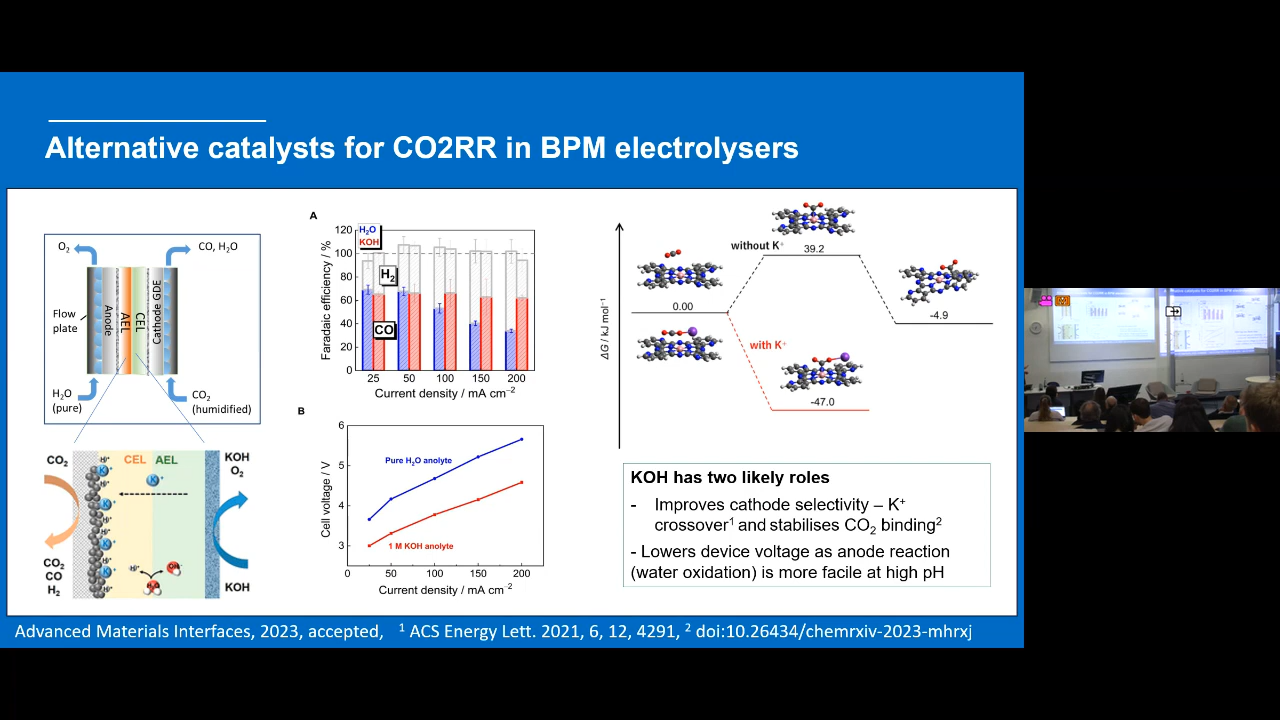 Alternative catalysts for CO2RR in BPM electrolysers
O₂
CO, H₂O
Flow
plate
Anode
AEL
CEL
Cathode GDE
H₂O
(pure)
CO₂
(humidified)
CO₂
CEL AEL
KOH
O₂
H⁺
K⁺
K⁺
H⁺
K⁺
H⁺
K⁺
H⁺
K⁺
H⁺
H⁺
OH⁻
H₂O
CO₂
CO
H₂
KOH
A
Faradaic efficiency / %
120
100
80
60
40
20
0
H₂O
KOH
H₂
CO
25 50 100 150 200
Current density / mA cm⁻²
B
Cell voltage / V
6
5
4
3
Pure H₂O anolyte
1 M KOH anolyte
0 50 100 150 200
Current density / mA cm⁻²
ΔG / kJ mol⁻¹
without K⁺
39.2
0.00
-4.9
with K⁺
-47.0
KOH has two likely roles
- Improves cathode selectivity – K⁺
crossover¹ and stabilises CO₂ binding²
- Lowers device voltage as anode reaction
(water oxidation) is more facile at high pH
Advanced Materials Interfaces, 2023, accepted, ¹ ACS Energy Lett. 2021, 6, 12, 4291, ² doi:10.26434/chemrxiv-2023-mhrxj